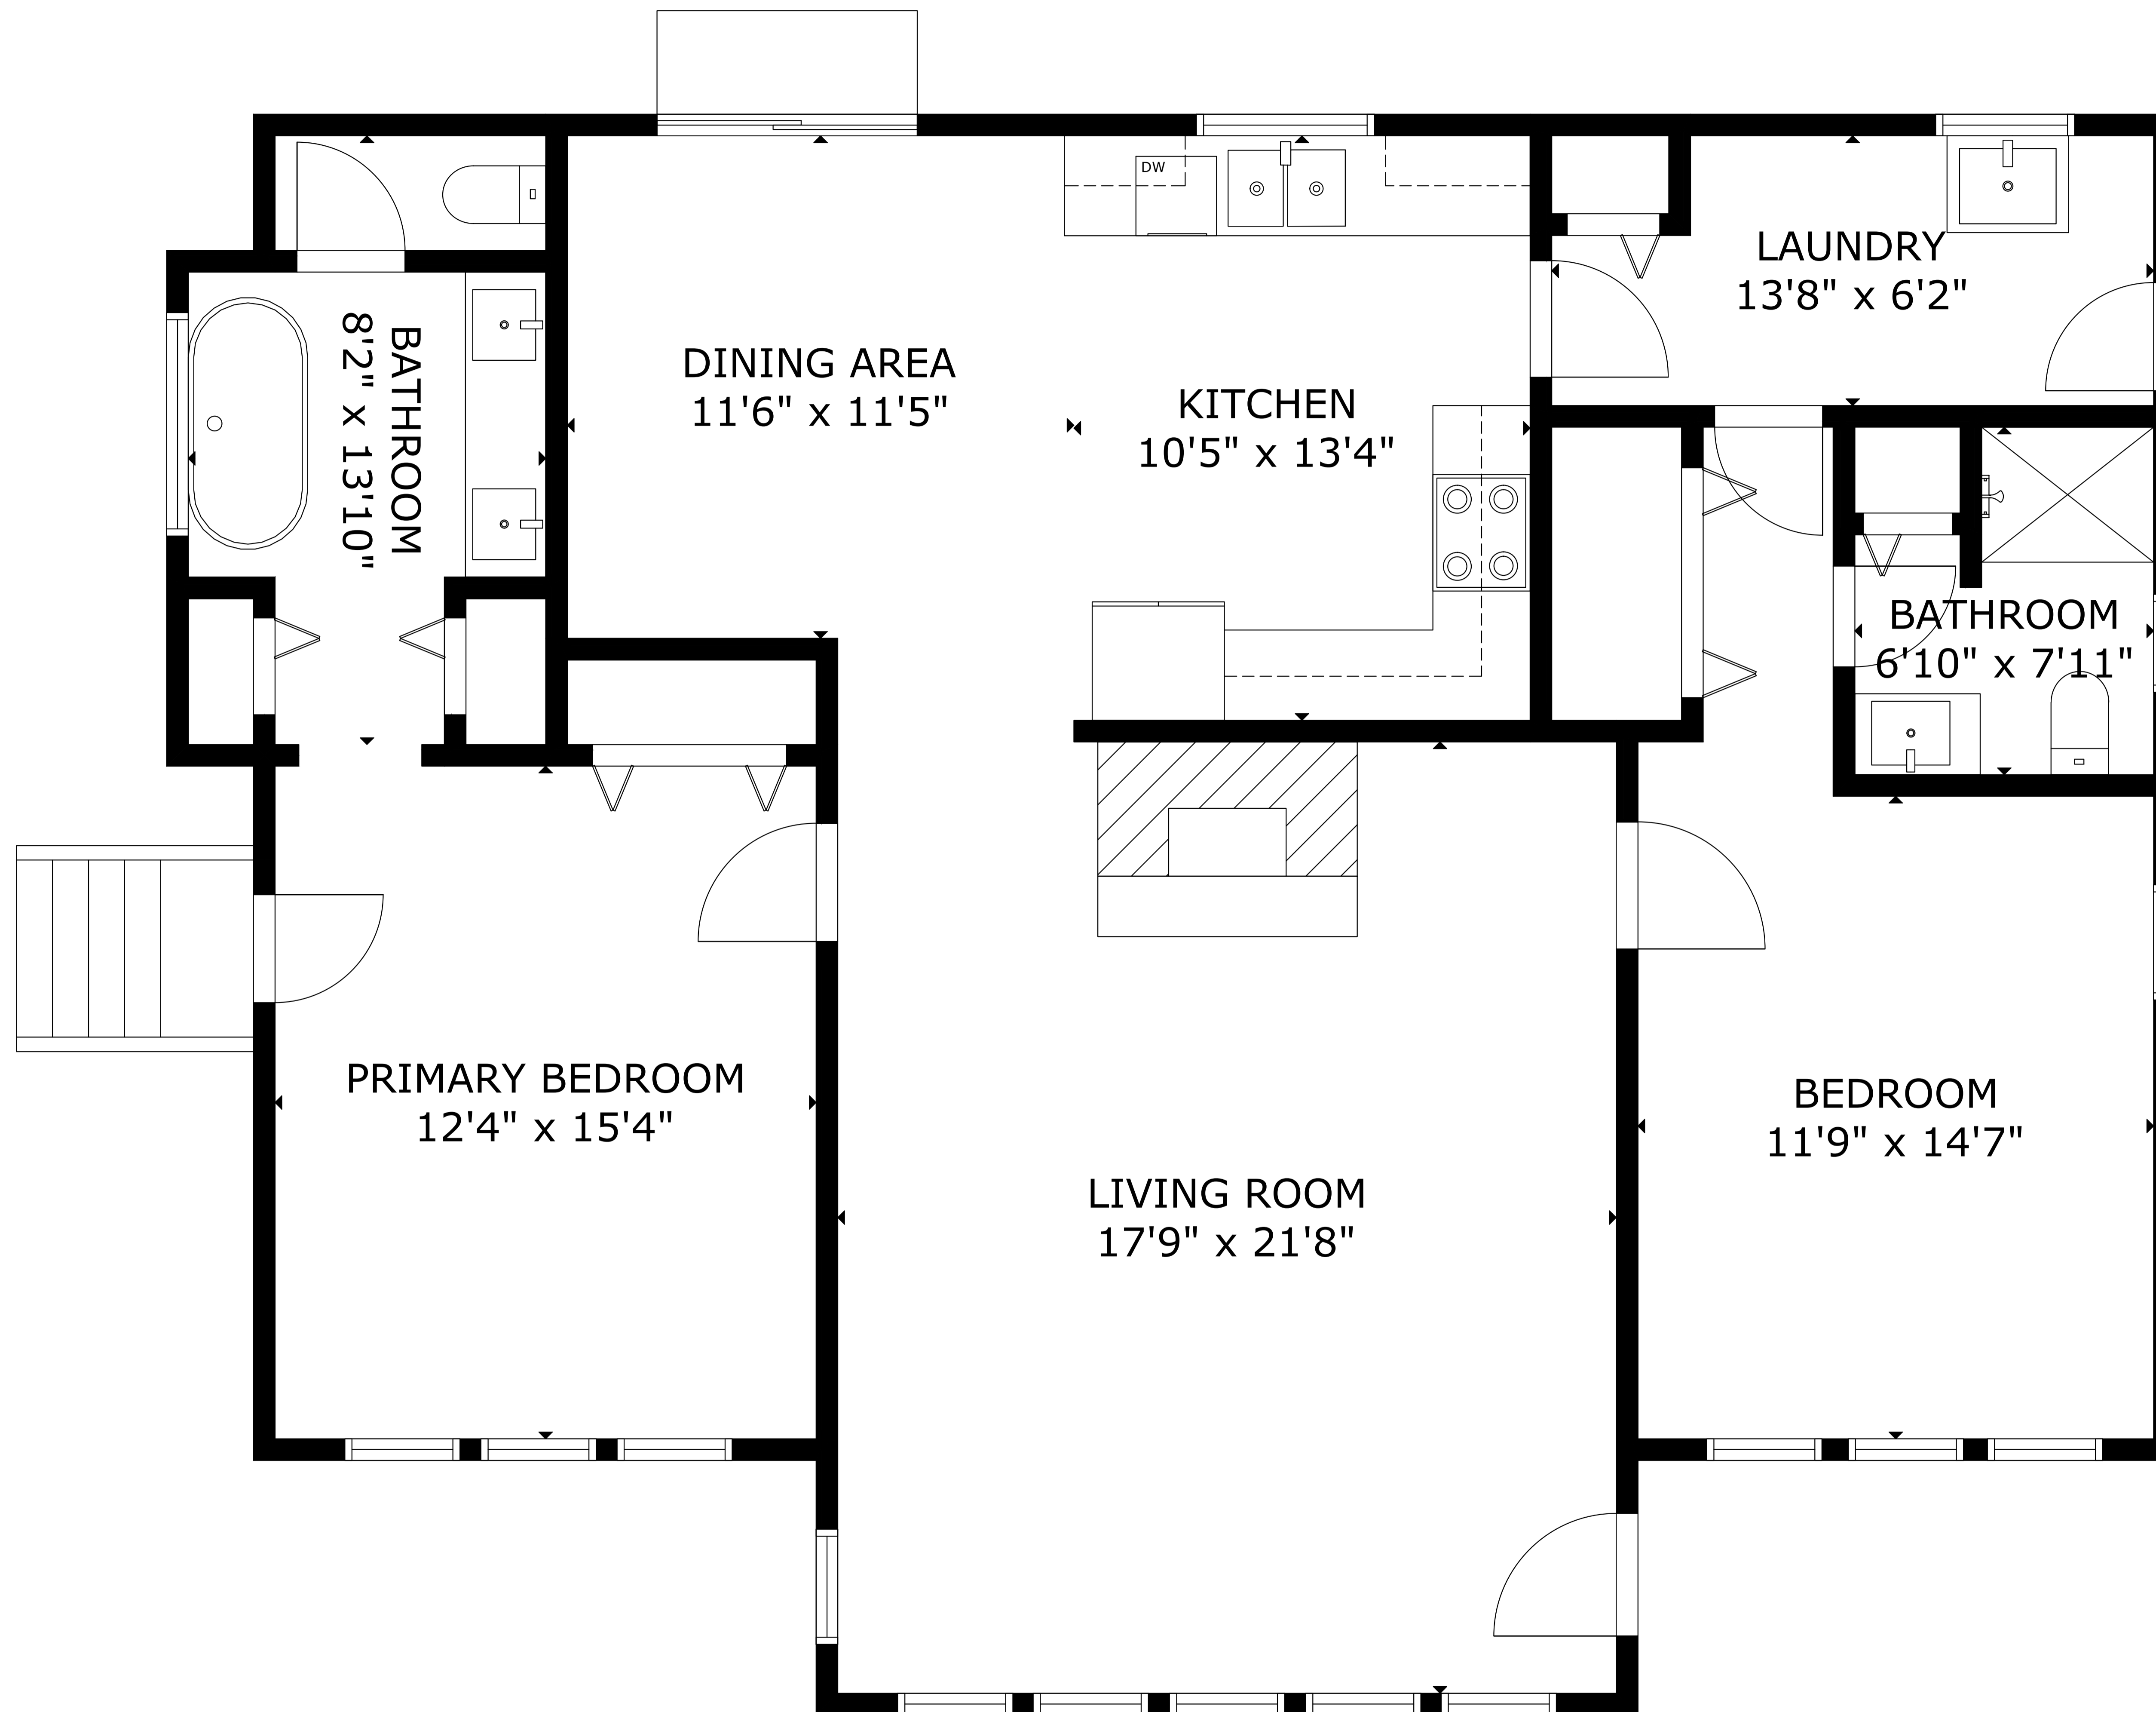 DW
LAUNDRY
13'8" x 6'2"
BATHROOM
8'2" x 13'10"
DINING AREA
11'6" x 11'5"
KITCHEN
10'5" x 13'4"
BATHROOM
6'10" x 7'11"
PRIMARY BEDROOM
12'4" x 15'4"
BEDROOM
11'9" x 14'7"
LIVING ROOM
17'9" x 21'8"